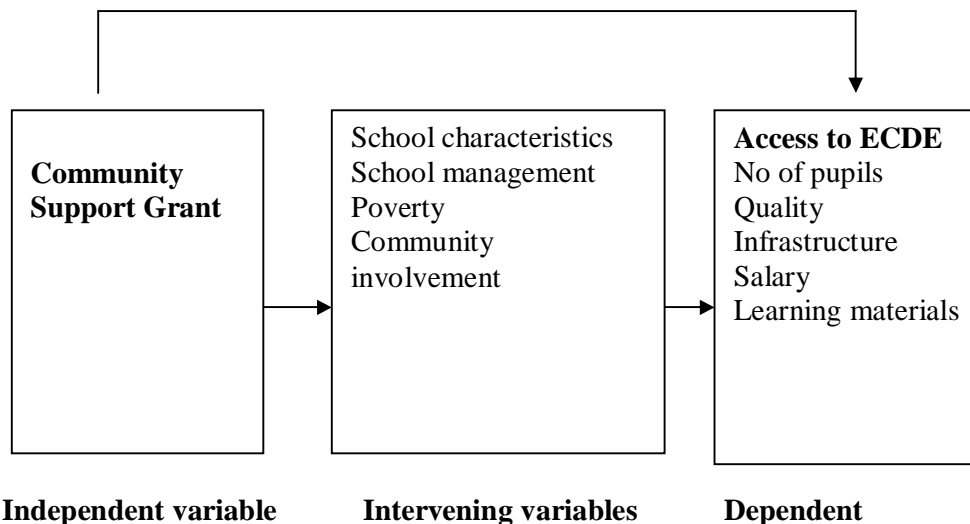 Community
Support Grant
School characteristics
School management
Poverty
Community
involvement
Access to ECDE
No of pupils
Quality
Infrastructure
Salary
Learning materials
Independent variable
Intervening variables
Dependent